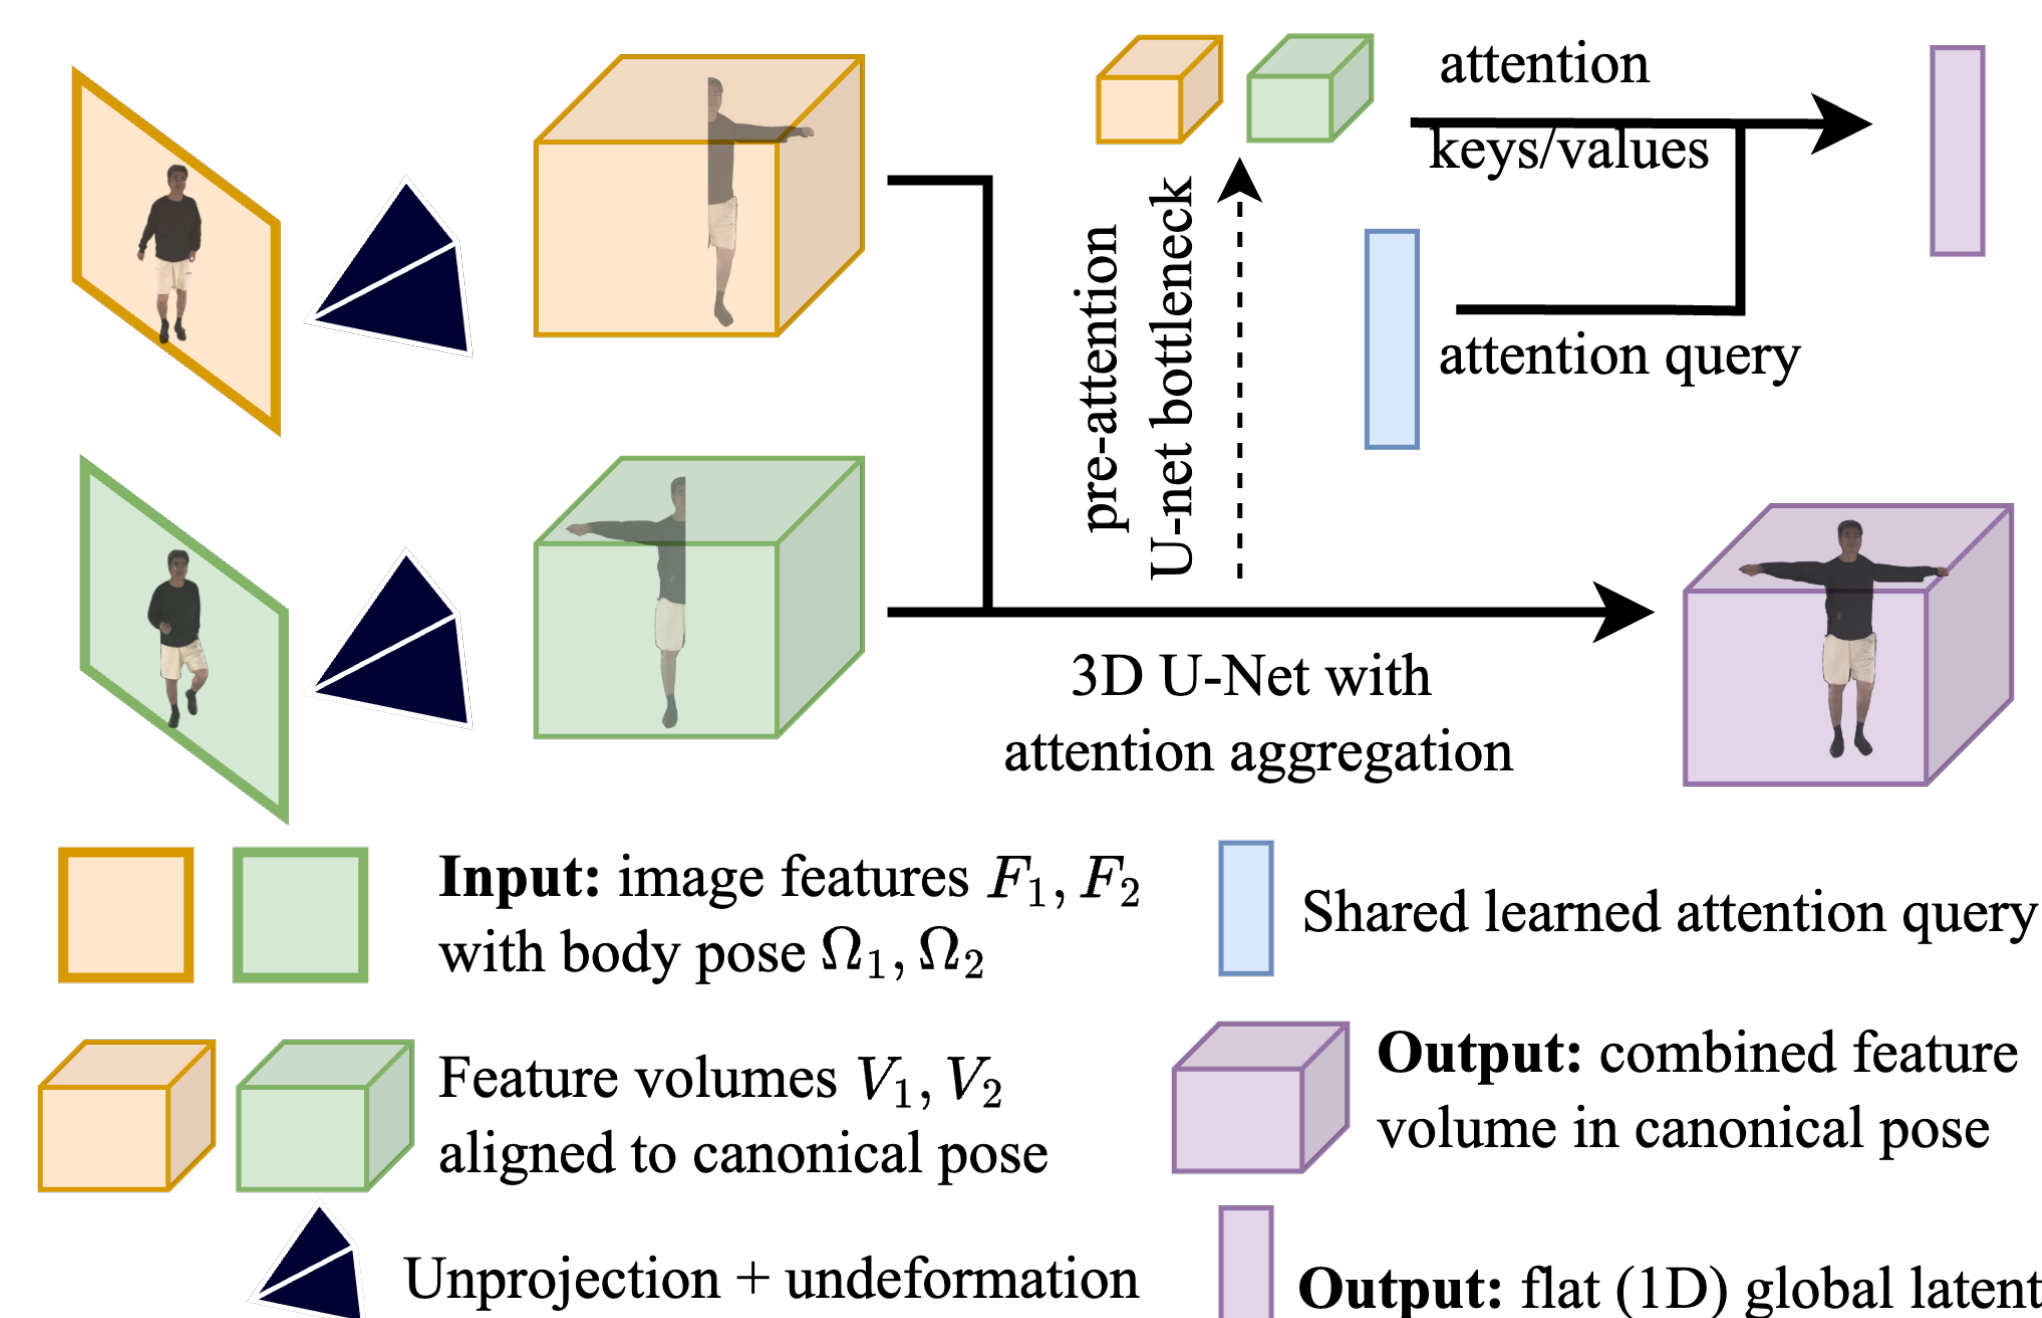 attention
keys/values
pre-attention
U-net bottleneck
attention query
3D U-Net with
attention aggregation
Input: image features F₁, F₂
with body pose Ω₁, Ω₂
Shared learned attention query
Feature volumes V₁, V₂
aligned to canonical pose
Output: combined feature
volume in canonical pose
Unprojection + undeformation
Output: flat (1D) global latent